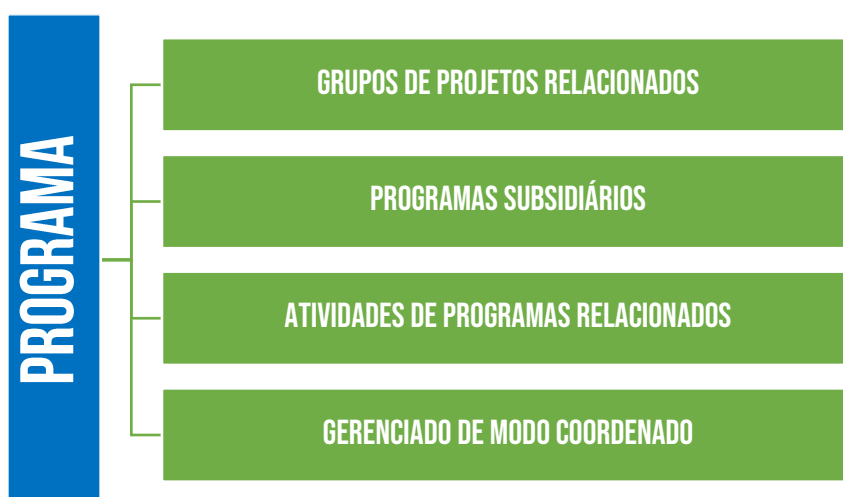 PROGRAMA
GRUPOS DE PROJETOS RELACIONADOS
PROGRAMAS SUBSIDIÁRIOS
ATIVIDADES DE PROGRAMAS RELACIONADOS
GERENCIADO DE MODO COORDENADO